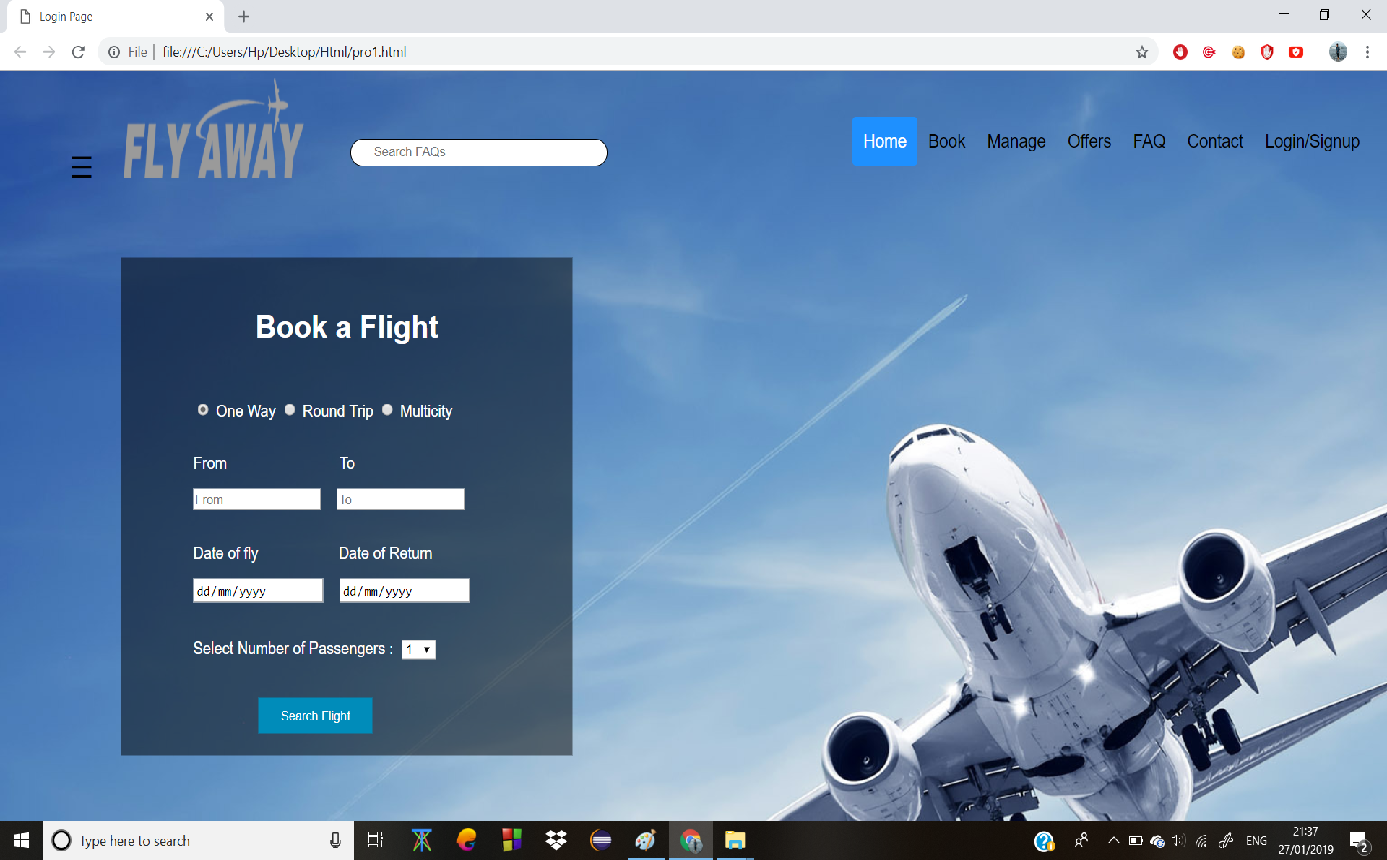 Login Page
File
file:///C:/Users/Hp/Desktop/Html/pro1.html
FLY AWAY
Search FAQs
Home Book Manage Offers FAQ Contact Login/Signup
Book a Flight
One Way Round Trip Multicity
From To
From To
Date of fly Date of Return
dd/mm/yyyy dd/mm/yyyy
Select Number of Passengers : 1
Search Flight
Type here to search
ENG
21:37
27/01/2019
2